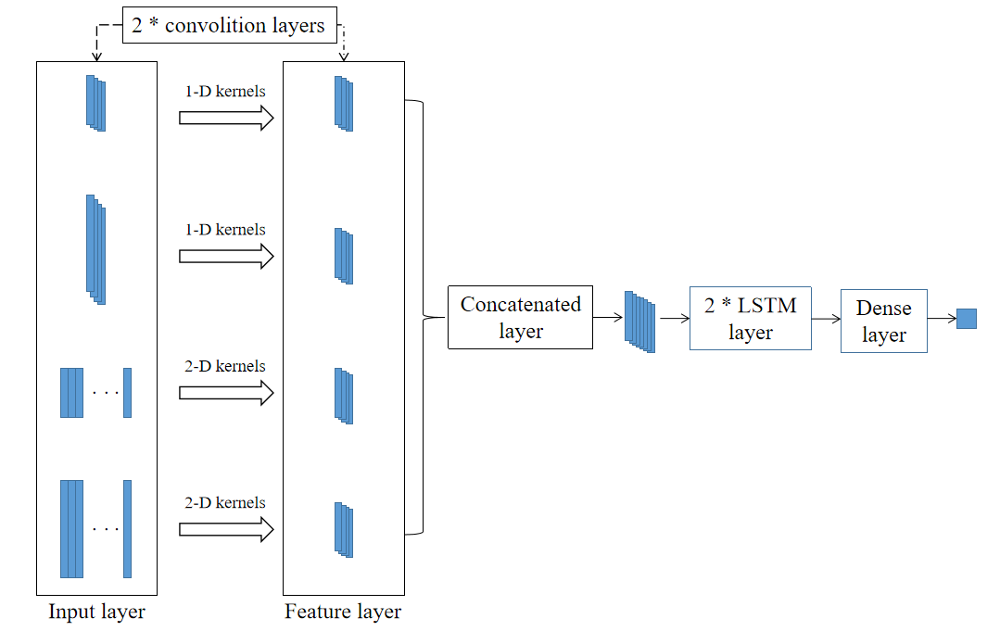 2 * convolition layers
1-D kernels
1-D kernels
2-D kernels
2-D kernels
. . .
. . .
Input layer
Feature layer
Concatenated
layer
2 * LSTM
layer
Dense
layer